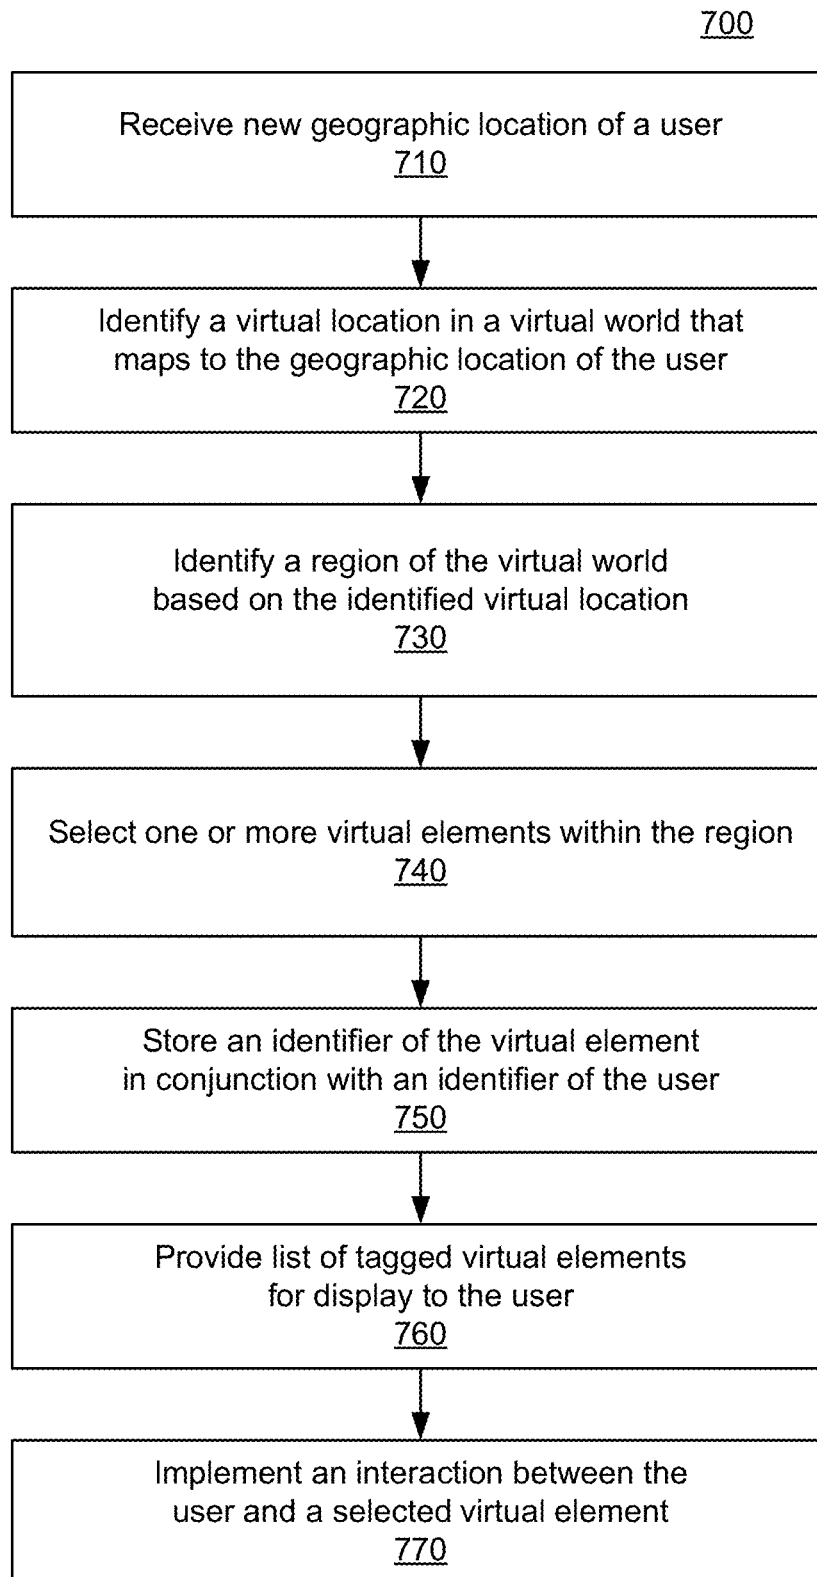 700
Receive new geographic location of a user
710
Identify a virtual location in a virtual world that
maps to the geographic location of the user
720
Identify a region of the virtual world
based on the identified virtual location
730
Select one or more virtual elements within the region
740
Store an identifier of the virtual element
in conjunction with an identifier of the user
750
Provide list of tagged virtual elements
for display to the user
760
Implement an interaction between the
user and a selected virtual element
770